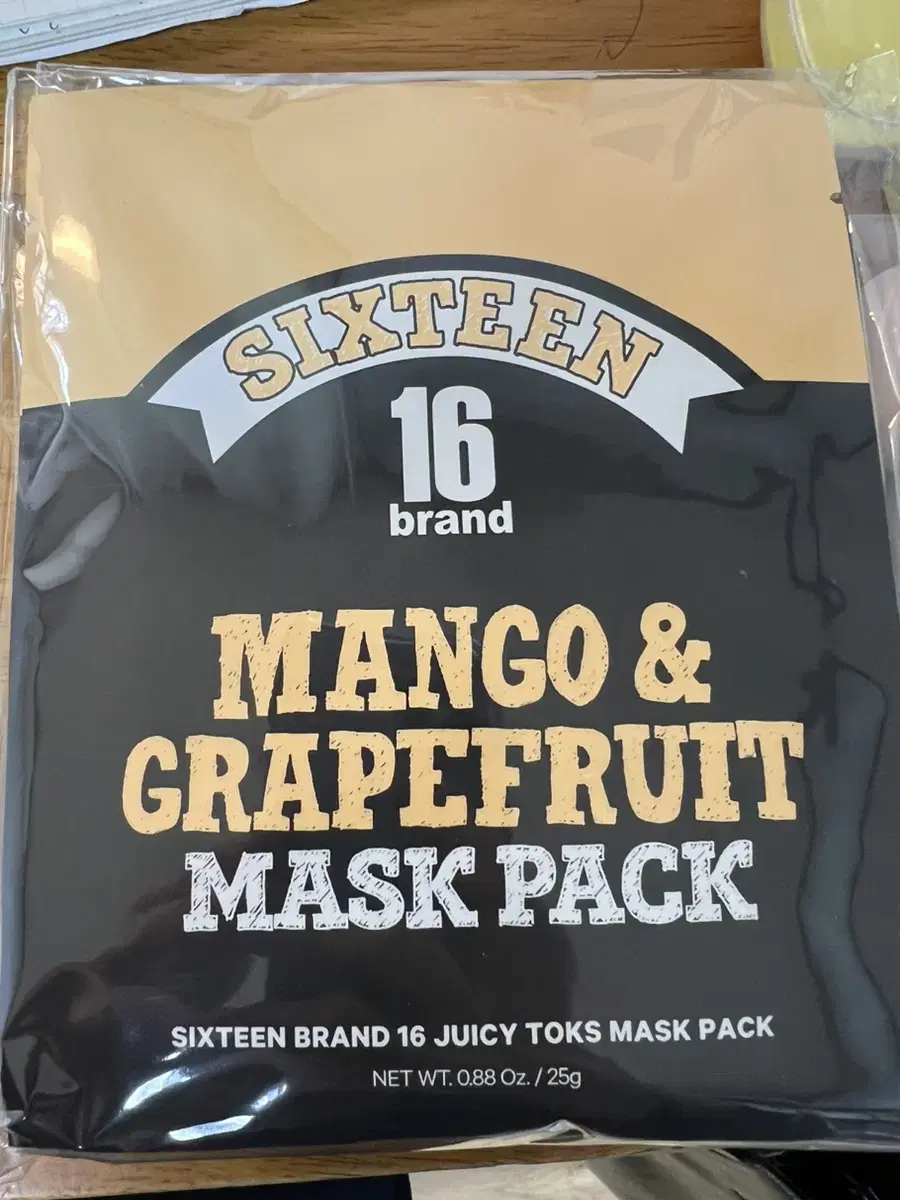 SIXTEEN
16
brand
MANGO &
GRAPEFRUIT
MASK PACK
SIXTEEN BRAND 16 JUICY TOKS MASK PACK
NET WT. 0.88 Oz. / 25g